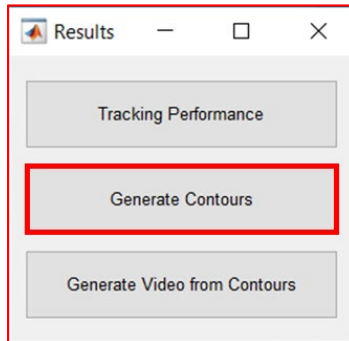 Results
Tracking Performance
Generate Contours
Generate Video from Contours